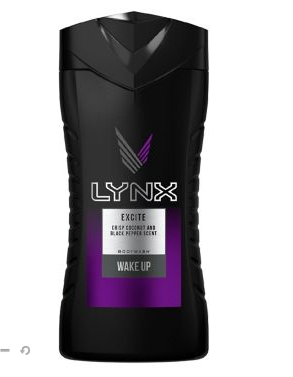 LYNX
EXCITE
CRISP COCONUT AND
BLACK PEPPER SCENT
BODYWASH
WAKE UP